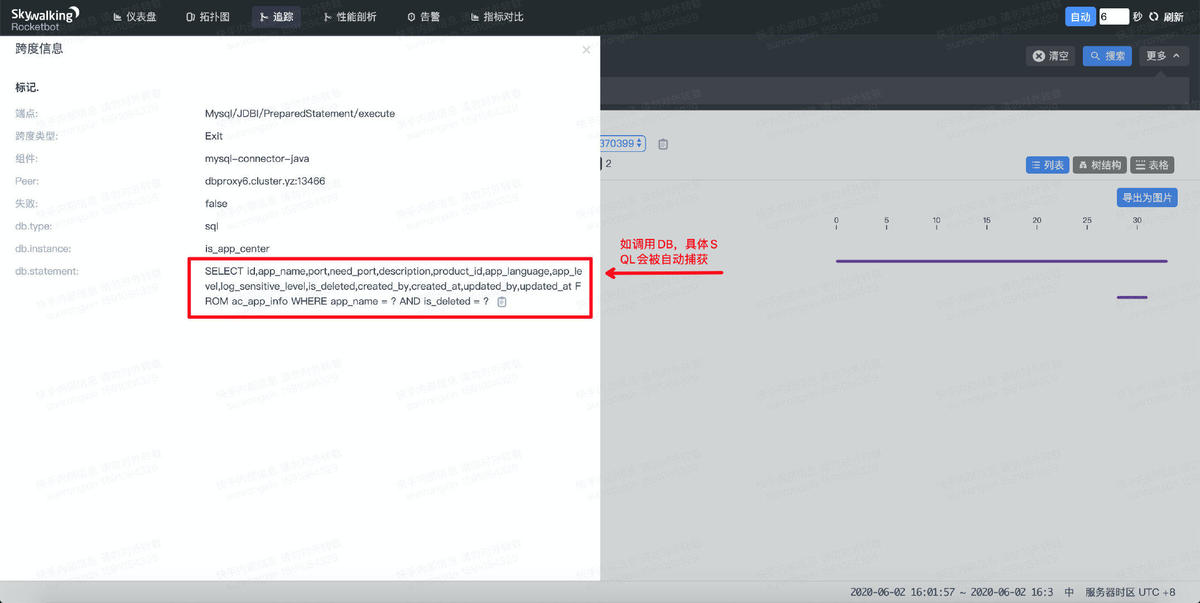 Skywalking
Rocketbot
仪表盘
拓扑图
追踪
性能剖析
告警
指标对比
自动
6
秒
刷新
跨度信息
清空
搜索
更多
标记.
端点:
Mysql/JDBI/PreparedStatement/execute
跨度类型:
Exit
组件:
mysql-connector-java
Peer:
dbproxy6.cluster.yz:13466
失败:
false
db.type:
sql
db.instance:
is_app_center
db.statement:
SELECT id,app_name,port,need_port,description,product_id,app_language,app_le
vel,log_sensitive_level,is_deleted,created_by,created_at,updated_by,updated_at F
ROM ac_app_info WHERE app_name = ? AND is_deleted = ?
370399
2
列表
树结构
表格
导出为图片
0 5 10 15 20 25 30
如调用DB，具体S
QL会被自动捕获
2020-06-02 16:01:57 ~ 2020-06-02 16:3
中
服务器时区 UTC +8